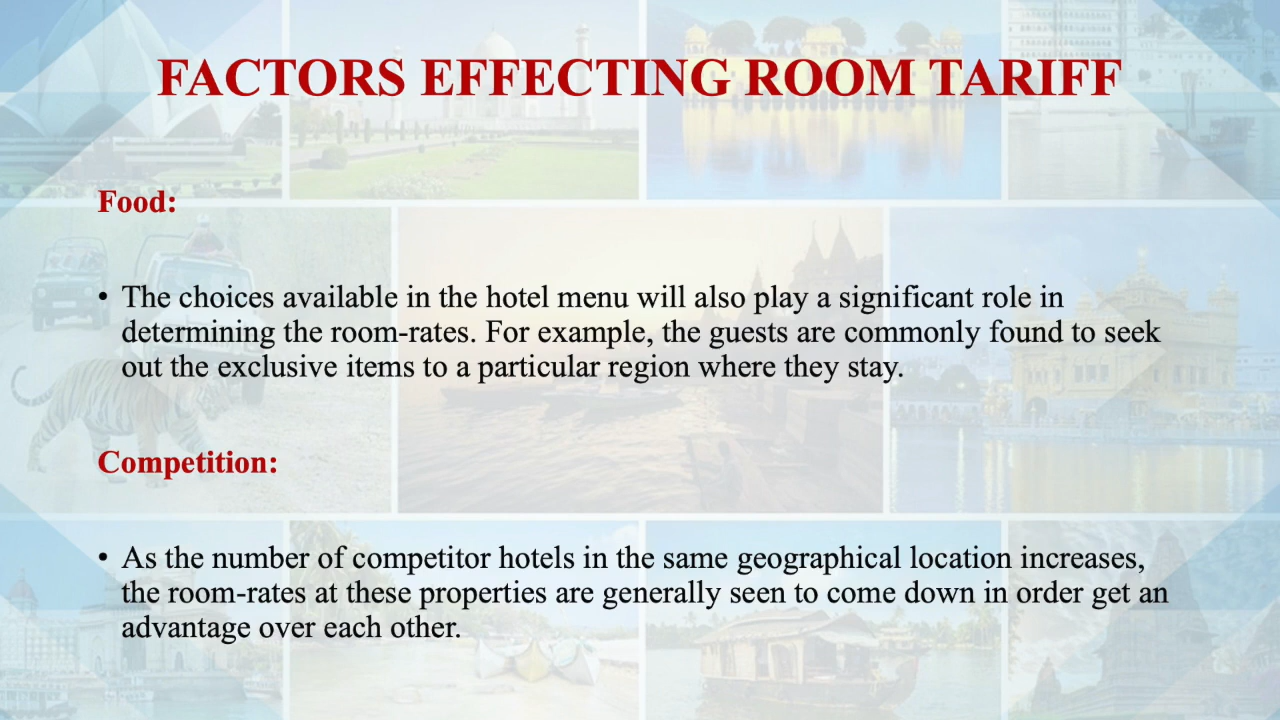 FACTORS EFFECTING ROOM TARIFF
Food:
• The choices available in the hotel menu will also play a significant role in
determining the room-rates. For example, the guests are commonly found to seek
out the exclusive items to a particular region where they stay.
Competition:
• As the number of competitor hotels in the same geographical location increases,
the room-rates at these properties are generally seen to come down in order get an
advantage over each other.